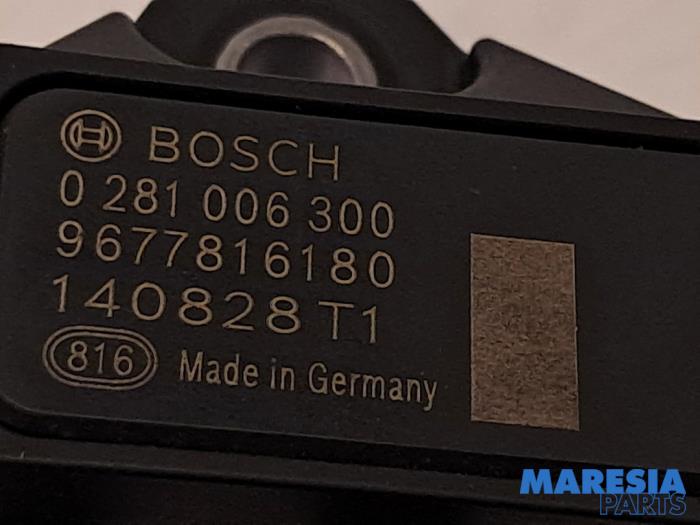 BOSCH
0 281 006 300
9677816180
140828 T1
816 Made in Germany
MARESIA
PARTS